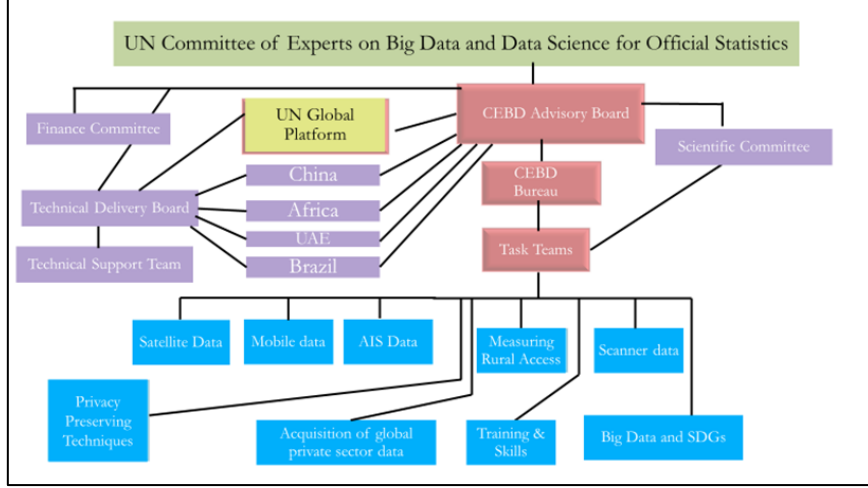 UN Committee of Experts on Big Data and Data Science for Official Statistics
Finance Committee
UN Global
Platform
CEBD Advisory Board
Scientific Committee
China
CEBD
Bureau
Technical Delivery Board
Africa
UAE
Task Teams
Technical Support Team
Brazil
Satellite Data
Mobile data
AIS Data
Measuring
Rural Access
Scanner data
Privacy
Preserving
Techniques
Acquisition of global
private sector data
Training &
Skills
Big Data and SDGs